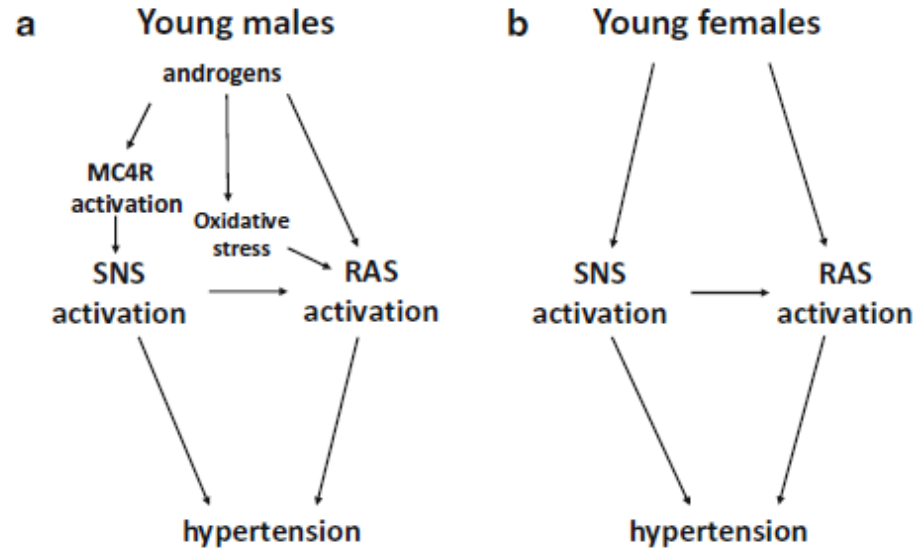 a
Young males
androgens
MC4R
activation
Oxidative
stress
SNS
activation
RAS
activation
hypertension
b
Young females
SNS
activation
RAS
activation
hypertension